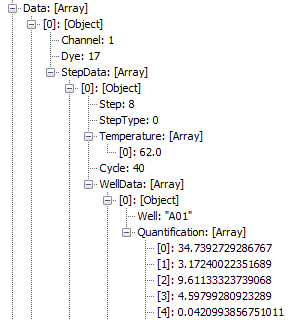 Data: [Array]
[0]: [Object]
Channel: 1
Dye: 17
StepData: [Array]
[0]: [Object]
Step: 8
StepType: 0
Temperature: [Array]
[0]: 62.0
Cycle: 40
WellData: [Array]
[0]: [Object]
Well: "A01"
Quantification: [Array]
[0]: 34.7392729286767
[1]: 3.17240022351689
[2]: 9.61133323739068
[3]: 4.59799280923289
[4]: 0.0420993856751011